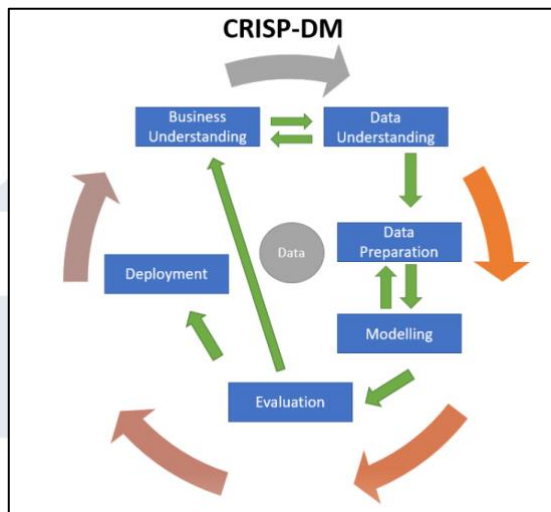 CRISP-DM
Business
Understanding
Data
Understanding
Data
Preparation
Data
Deployment
Modelling
Evaluation